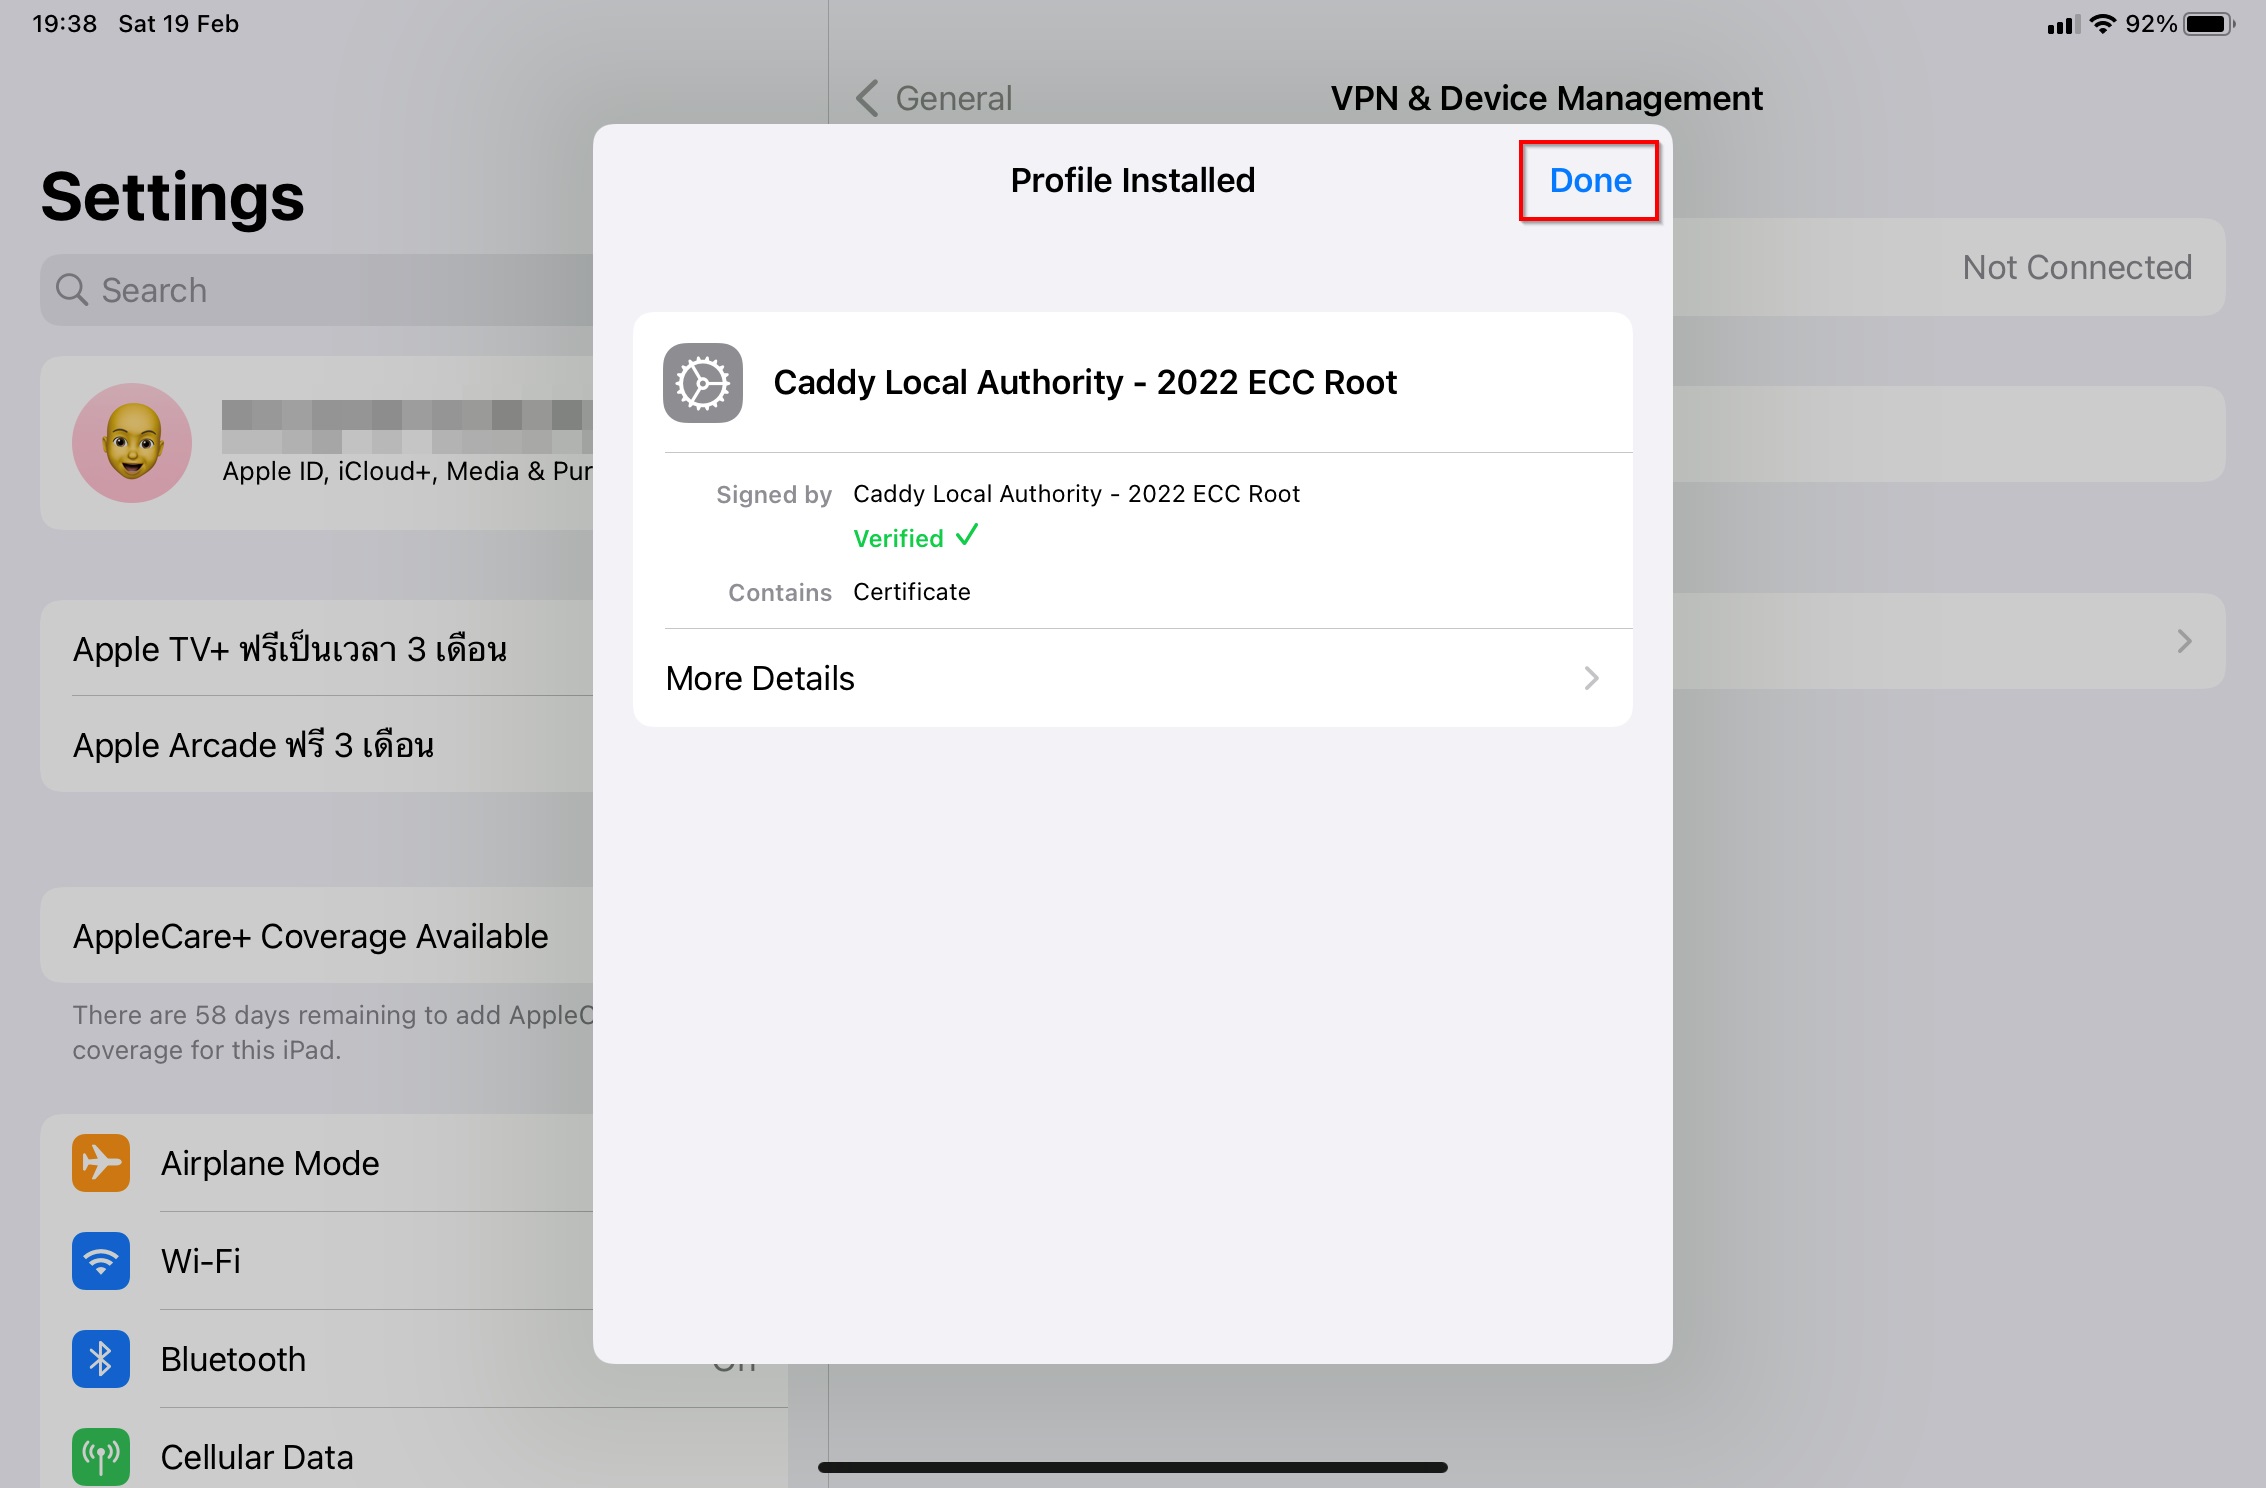 19:38 Sat 19 Feb
92%
General
VPN & Device Management
Settings
Search
Apple ID, iCloud+, Media & Pur
Apple TV+ ฟรีเป็นเวลา 3 เดือน
Apple Arcade ฟรี 3 เดือน
AppleCare+ Coverage Available
There are 58 days remaining to add AppleC
coverage for this iPad.
Airplane Mode
Wi-Fi
Bluetooth
On
Cellular Data
Profile Installed
Done
Caddy Local Authority - 2022 ECC Root
Signed by Caddy Local Authority - 2022 ECC Root
Verified
Contains Certificate
More Details
Not Connected